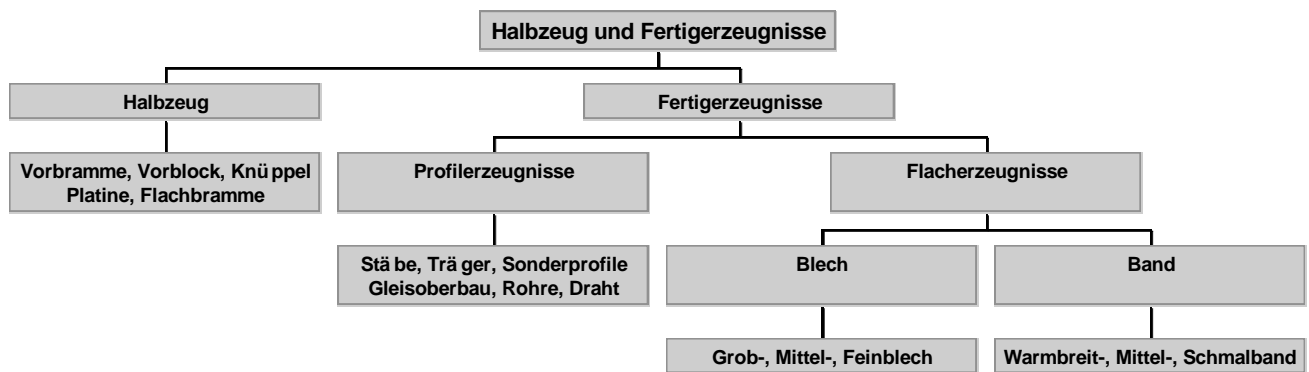 Halbzeug und Fertigerzeugnisse
Halbzeug
Fertigerzeugnisse
Vorbramme, Vorblock, Knüppel
Platine, Flachbramme
Profilerzeugnisse
Flacherzeugnisse
Stäbe, Träger, Sonderprofile
Gleisoberbau, Rohre, Draht
Blech
Band
Grob-, Mittel-, Feinblech
Warmbreit-, Mittel-, Schmalband